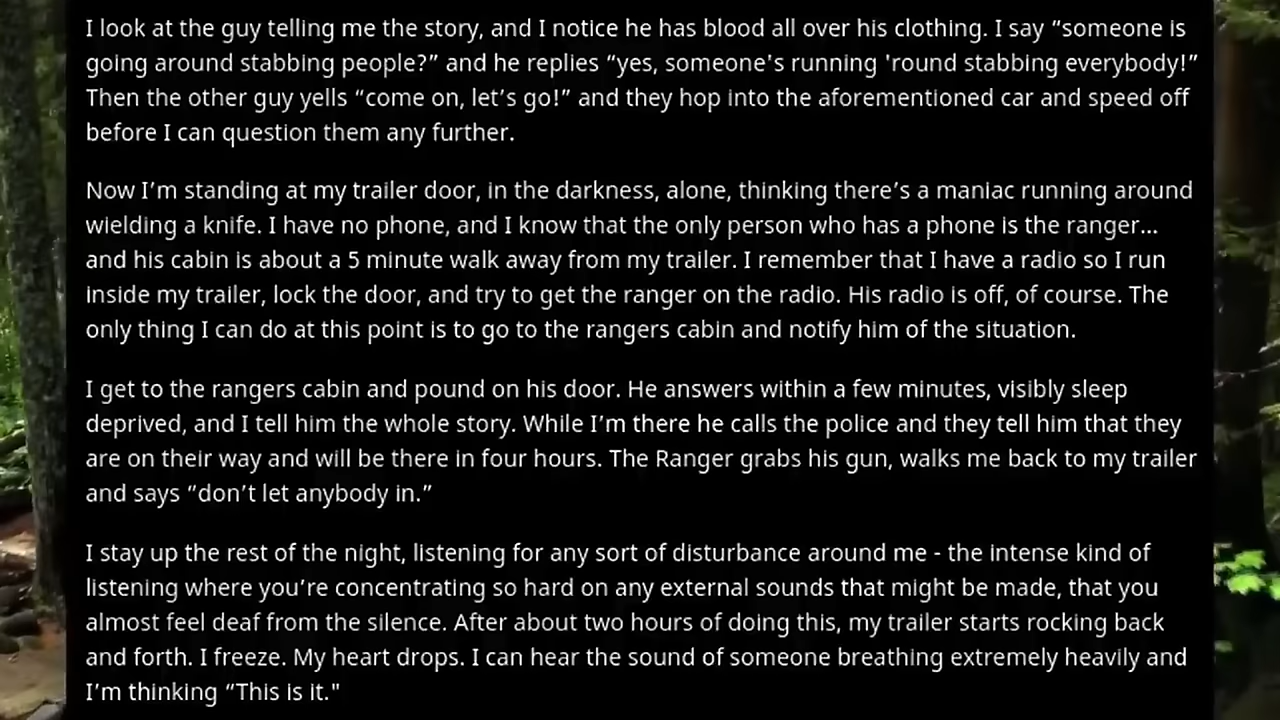 I look at the guy telling me the story, and I notice he has blood all over his clothing. I say “someone is
going around stabbing people?” and he replies “yes, someone's running 'round stabbing everybody!”
Then the other guy yells “come on, let’s go!” and they hop into the aforementioned car and speed off
before I can question them any further.
Now I’m standing at my trailer door, in the darkness, alone, thinking there’s a maniac running around
wielding a knife. I have no phone, and I know that the only person who has a phone is the ranger...
and his cabin is about a 5 minute walk away from my trailer. I remember that I have a radio so I run
inside my trailer, lock the door, and try to get the ranger on the radio. His radio is off, of course. The
only thing I can do at this point is to go to the rangers cabin and notify him of the situation.
I get to the rangers cabin and pound on his door. He answers within a few minutes, visibly sleep
deprived, and I tell him the whole story. While I’m there he calls the police and they tell him that they
are on their way and will be there in four hours. The Ranger grabs his gun, walks me back to my trailer
and says “don’t let anybody in.”
I stay up the rest of the night, listening for any sort of disturbance around me - the intense kind of
listening where you’re concentrating so hard on any external sounds that might be made, that you
almost feel deaf from the silence. After about two hours of doing this, my trailer starts rocking back
and forth. I freeze. My heart drops. I can hear the sound of someone breathing extremely heavily and
I’m thinking “This is it."